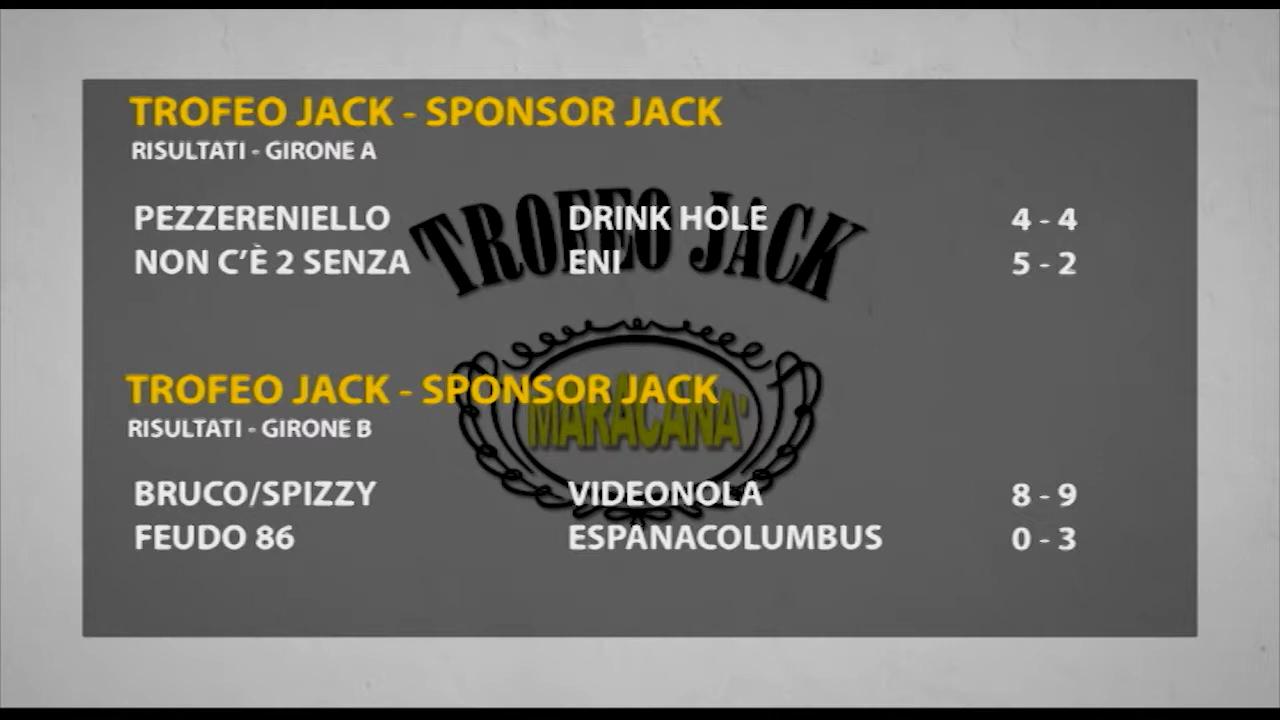 TROFEO JACK - SPONSOR JACK
RISULTATI - GIRONE A
PEZZERENIELLO DRINK HOLE 4 - 4
NON C'È 2 SENZA ENI 5 - 2
TROFEO JACK
TROFEO JACK - SPONSOR JACK
MARACANA'
RISULTATI - GIRONE B
BRUCO/SPIZZY VIDEONOLA 8 - 9
FEUDO 86 ESPANACOLUMBUS 0 - 3